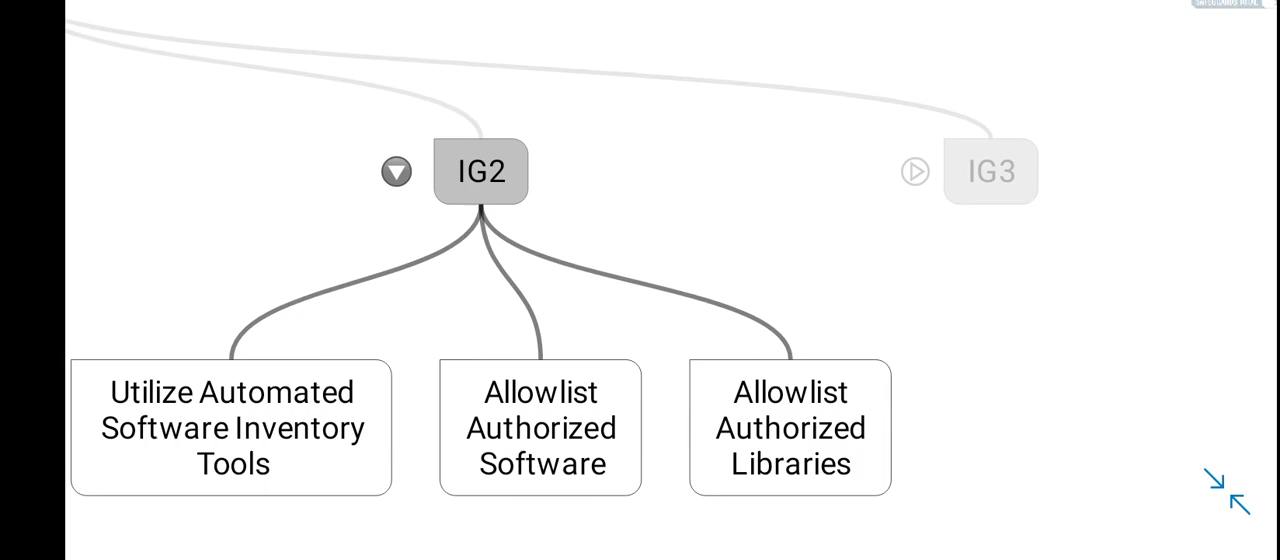 IG2
IG3
Utilize Automated
Software Inventory
Tools
Allowlist
Authorized
Software
Allowlist
Authorized
Libraries